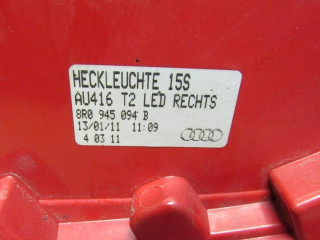 HECKLEUCHTE 15S
AU416 T2 LED RECHTS
8R0 945 094 B
13/01/11 11:09
4 03 11